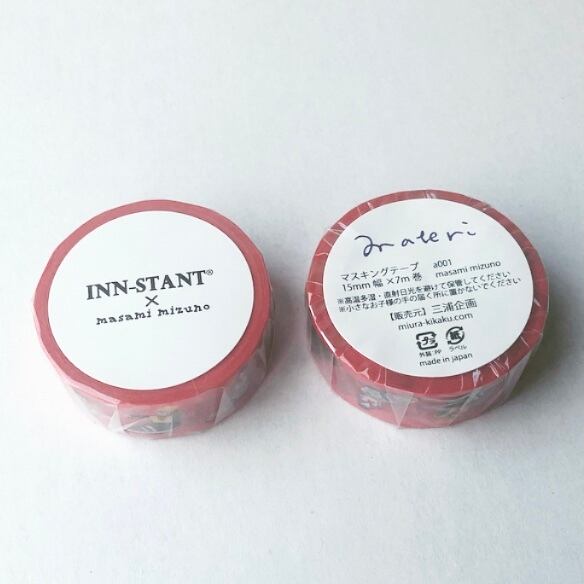 INN-STANT®
×
masami mizuno
materi
マスキングテープ a001
15mm 幅 ×7m 巻 masami mizuno
※高温多湿・直射日光を避けて保管してください
※小さなお子様の手の届く所に置かないでください
【販売元】三浦企画
miura-kikaku.com
プラ 紙
外装:PP ラベル
made in japan